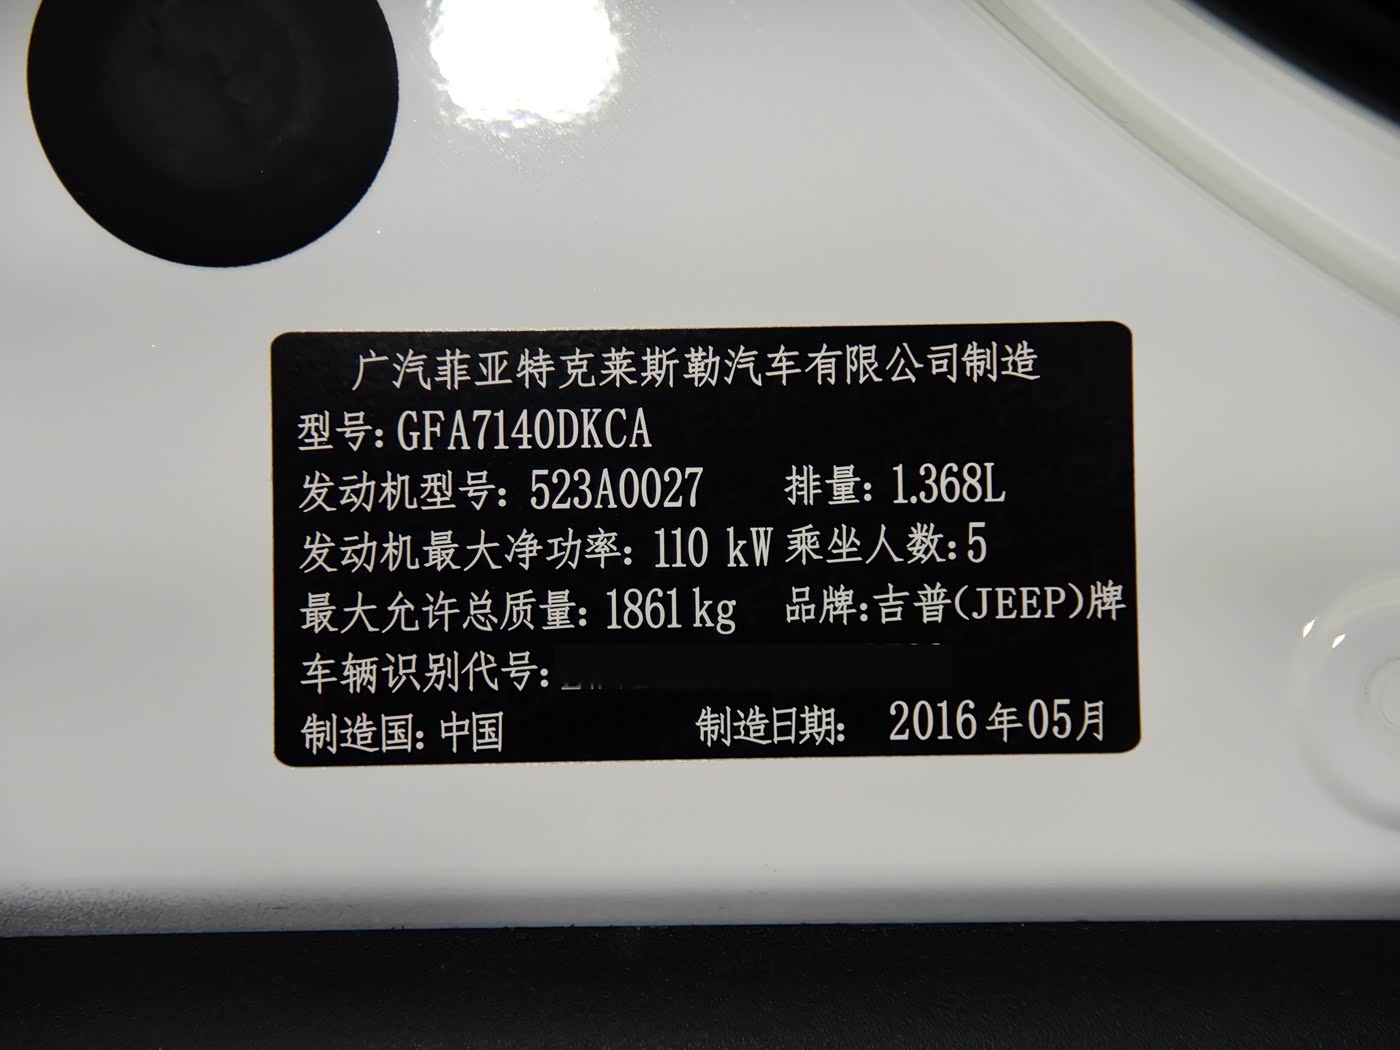 广汽菲亚特克莱斯勒汽车有限公司制造
型号: GFA7140DKCA
发动机型号: 523A0027 排量: 1.368L
发动机最大净功率: 110 kW 乘坐人数: 5
最大允许总质量: 1861kg 品牌: 吉普(JEEP)牌
车辆识别代号:
制造国: 中国 制造日期: 2016年05月